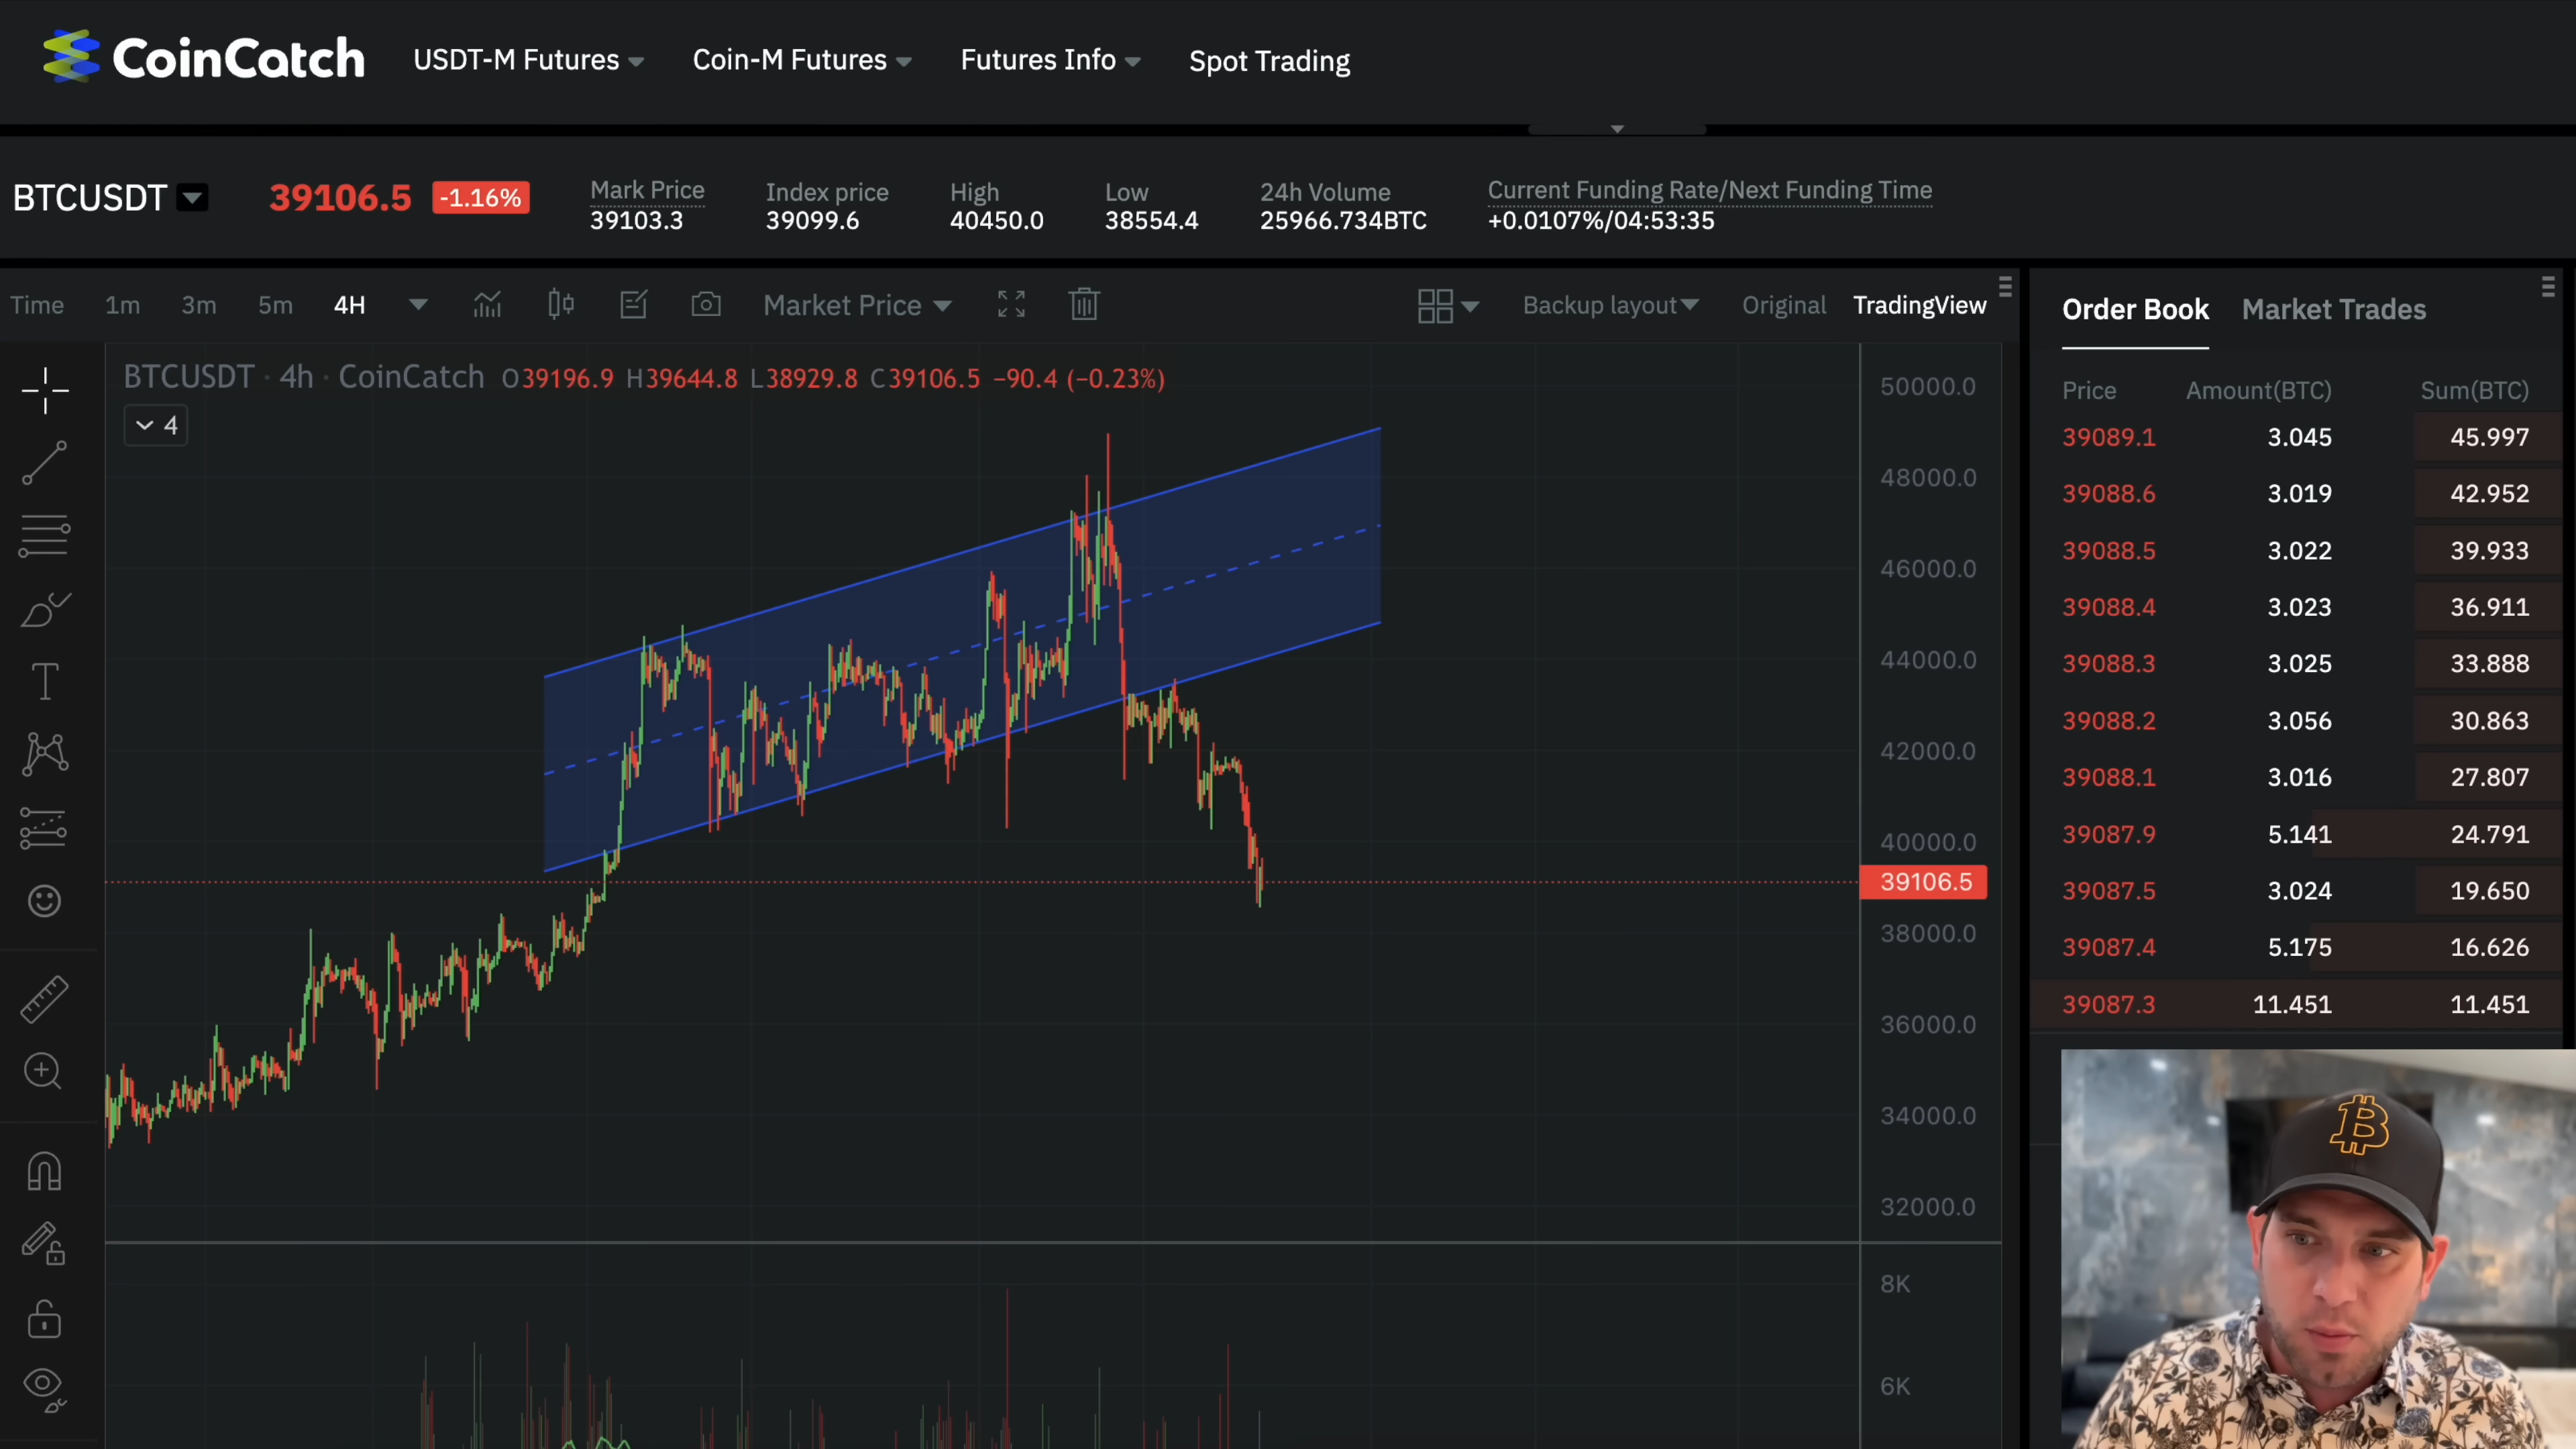 CoinCatch USDT-M Futures Coin-M Futures Futures Info Spot Trading
BTCUSDT 39106.5 -1.16%
Mark Price Index price High Low 24h Volume Current Funding Rate/Next Funding Time
39103.3 39099.6 40450.0 38554.4 25966.734BTC +0.0107%/04:53:35
Time 1m 3m 5m 4H Market Price Backup layout Original TradingView
BTCUSDT · 4h · CoinCatch O39196.9 H39644.8 L38929.8 C39106.5 −90.4 (−0.23%)
4
50000.0
48000.0
46000.0
44000.0
42000.0
40000.0
39106.5
38000.0
36000.0
34000.0
32000.0
8K
6K
Order Book Market Trades
Price Amount(BTC) Sum(BTC)
39089.1 3.045 45.997
39088.6 3.019 42.952
39088.5 3.022 39.933
39088.4 3.023 36.911
39088.3 3.025 33.888
39088.2 3.056 30.863
39088.1 3.016 27.807
39087.9 5.141 24.791
39087.5 3.024 19.650
39087.4 5.175 16.626
39087.3 11.451 11.451